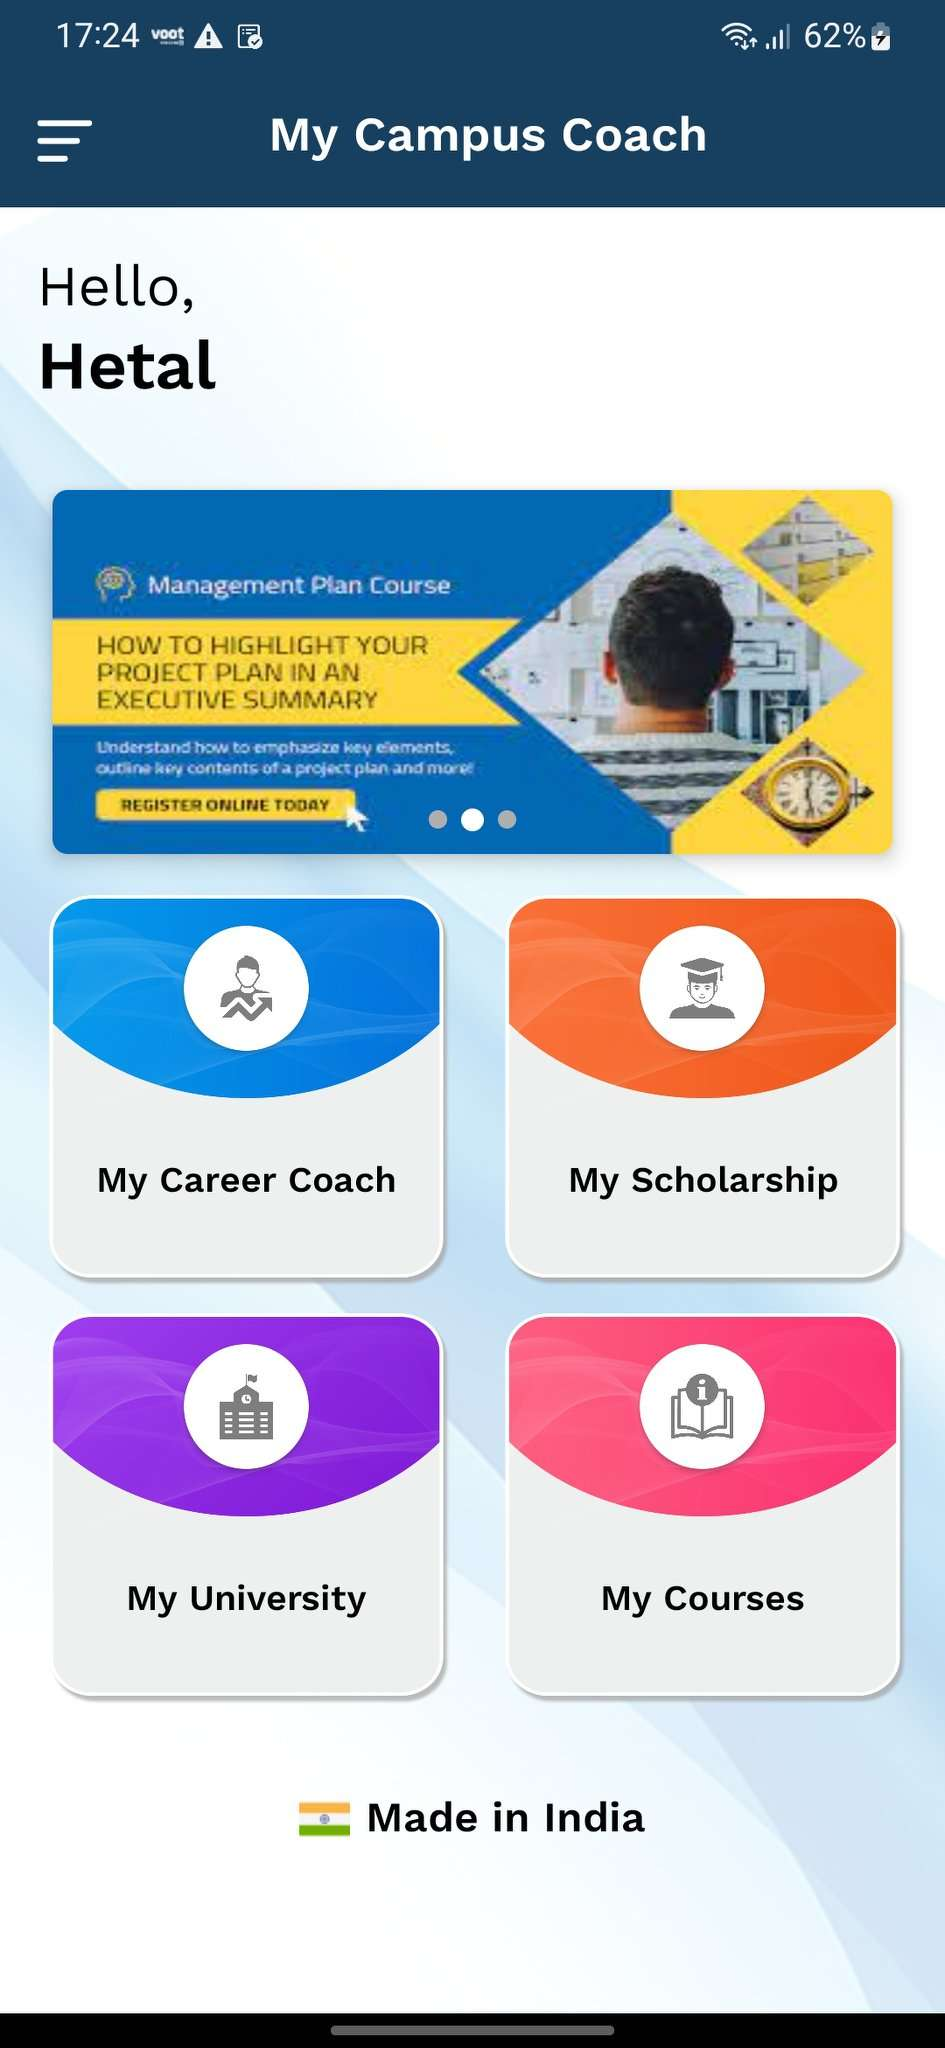 17:24 voot 62%
My Campus Coach
Hello,
Hetal
Management Plan Course
HOW TO HIGHLIGHT YOUR
PROJECT PLAN IN AN
EXECUTIVE SUMMARY
Understand how to emphasize key elements,
outline key contents of a project plan and more!
REGISTER ONLINE TODAY
My Career Coach
My Scholarship
My University
My Courses
Made in India